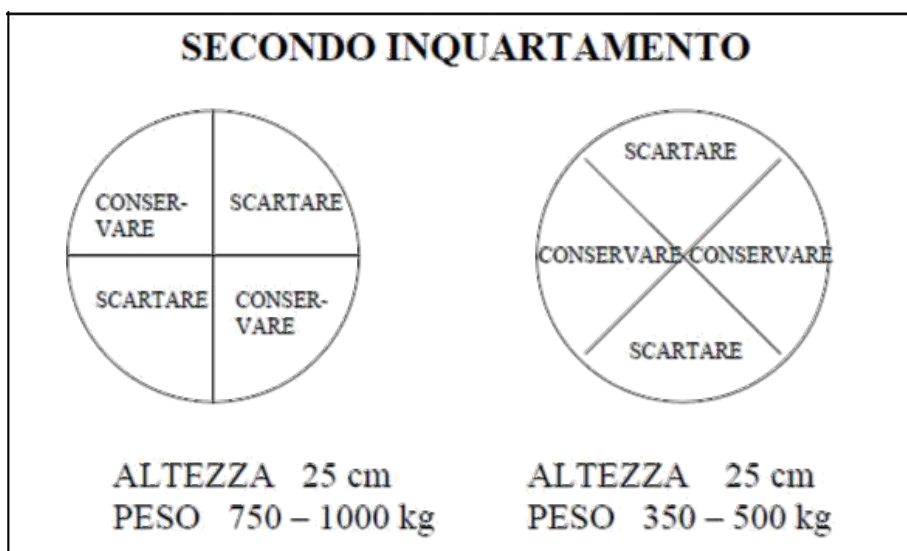 SECONDO INQUARTAMENTO
CONSER-
VARE
SCARTARE
SCARTARE
CONSER-
VARE
SCARTARE
CONSERVARE
CONSERVARE
SCARTARE
ALTEZZA 25 cm
PESO 750 – 1000 kg
ALTEZZA 25 cm
PESO 350 – 500 kg